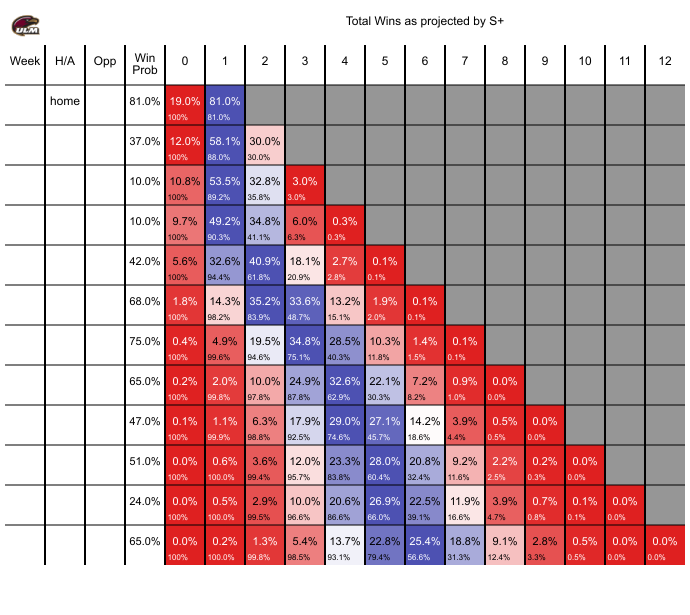 Total Wins as projected by S+
ULM
Week H/A Opp Win Prob 0 1 2 3 4 5 6 7 8 9 10 11 12
home 81.0% 19.0% 81.0%
100% 81.0%
37.0% 12.0% 58.1% 30.0%
100% 88.0% 30.0%
10.0% 10.8% 53.5% 32.8% 3.0%
100% 89.2% 35.8% 3.0%
10.0% 9.7% 49.2% 34.8% 6.0% 0.3%
100% 90.3% 41.1% 6.3% 0.3%
42.0% 5.6% 32.6% 40.9% 18.1% 2.7% 0.1%
100% 94.4% 61.8% 20.9% 2.8% 0.1%
68.0% 1.8% 14.3% 35.2% 33.6% 13.2% 1.9% 0.1%
100% 98.2% 83.9% 48.7% 15.1% 2.0% 0.1%
75.0% 0.4% 4.9% 19.5% 34.8% 28.5% 10.3% 1.4% 0.1%
100% 99.6% 94.6% 75.1% 40.3% 11.8% 1.5% 0.1%
65.0% 0.2% 2.0% 10.0% 24.9% 32.6% 22.1% 7.2% 0.9% 0.0%
100% 99.8% 97.8% 87.8% 62.9% 30.3% 8.2% 1.0% 0.0%
47.0% 0.1% 1.1% 6.3% 17.9% 29.0% 27.1% 14.2% 3.9% 0.5% 0.0%
100% 99.9% 98.8% 92.5% 74.6% 45.7% 18.6% 4.4% 0.5% 0.0%
51.0% 0.0% 0.6% 3.6% 12.0% 23.3% 28.0% 20.8% 9.2% 2.2% 0.2% 0.0%
100% 100.0% 99.4% 95.7% 83.8% 60.4% 32.4% 11.6% 2.5% 0.3% 0.0%
24.0% 0.0% 0.5% 2.9% 10.0% 20.6% 26.9% 22.5% 11.9% 3.9% 0.7% 0.1% 0.0%
100% 100.0% 99.5% 96.6% 86.6% 66.0% 39.1% 16.6% 4.7% 0.8% 0.1% 0.0%
65.0% 0.0% 0.2% 1.3% 5.4% 13.7% 22.8% 25.4% 18.8% 9.1% 2.8% 0.5% 0.0% 0.0%
100% 100.0% 99.8% 98.5% 93.1% 79.4% 56.6% 31.3% 12.4% 3.3% 0.5% 0.0% 0.0%